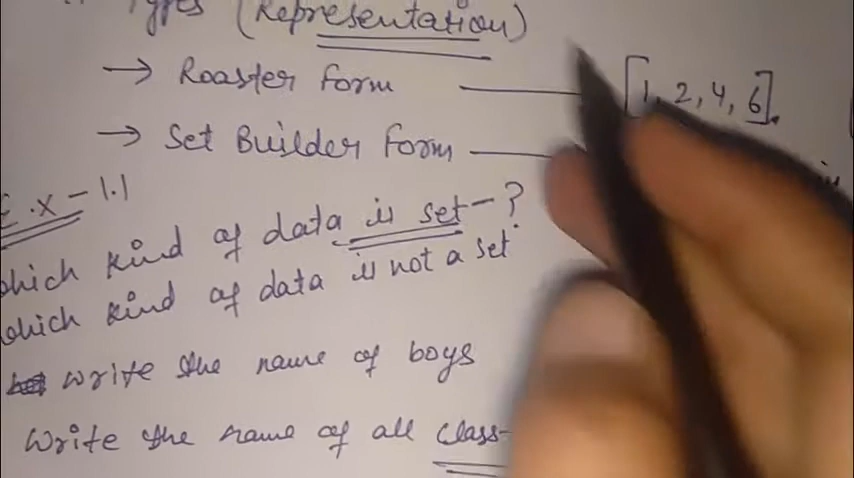 Types (Representation)
→ Roaster form — [1, 2, 4, 6].
→ Set Builder form —
E.x - 1.1
which kind of data is set - ?
which kind of data is not a set
write the name of boys
Write the name of all class-